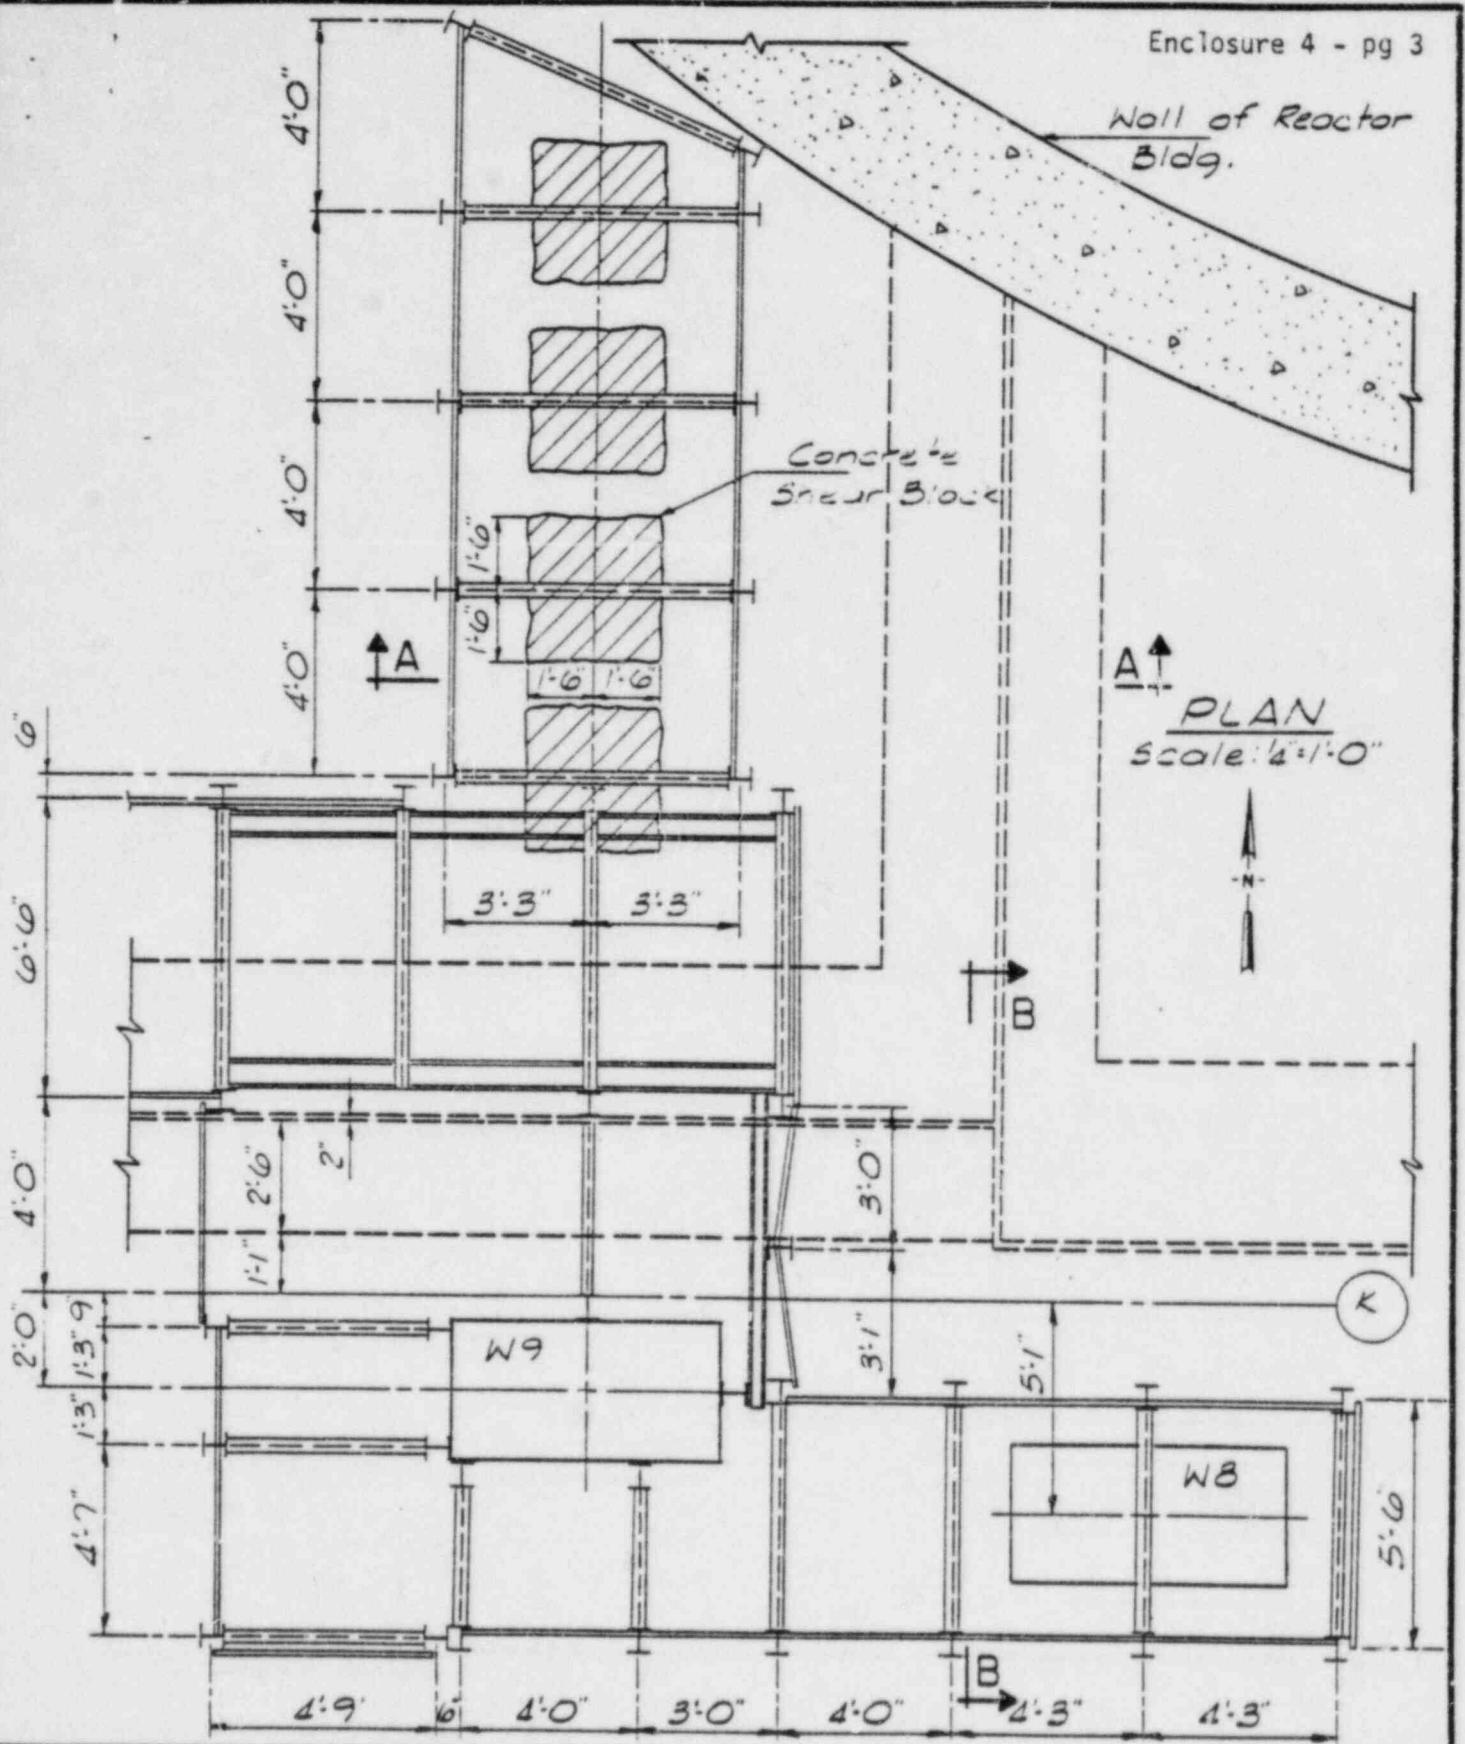 Enclosure 4 - pg 3
Wall of Reactor
Bldg.
4'-0"
4'-0"
4'-0"
4'-0"
Concrete
Shear Block
1'-6"
1'-6"
1'-6" 1'-6"
A
A
PLAN
Scale: 1/4"=1'-0"
N
6"
6'-6"
3'-3" 3'-3"
B
4'-0"
2'-6"
2"
1'-1"
3'-0"
3'-1"
5'-1"
K
2'-0"
9"
1'-3"
1'-3"
4'-7"
W9
W8
5'-6"
B
4'-9" 6" 4'-0" 3'-0" 4'-0" 4'-3" 4'-3"